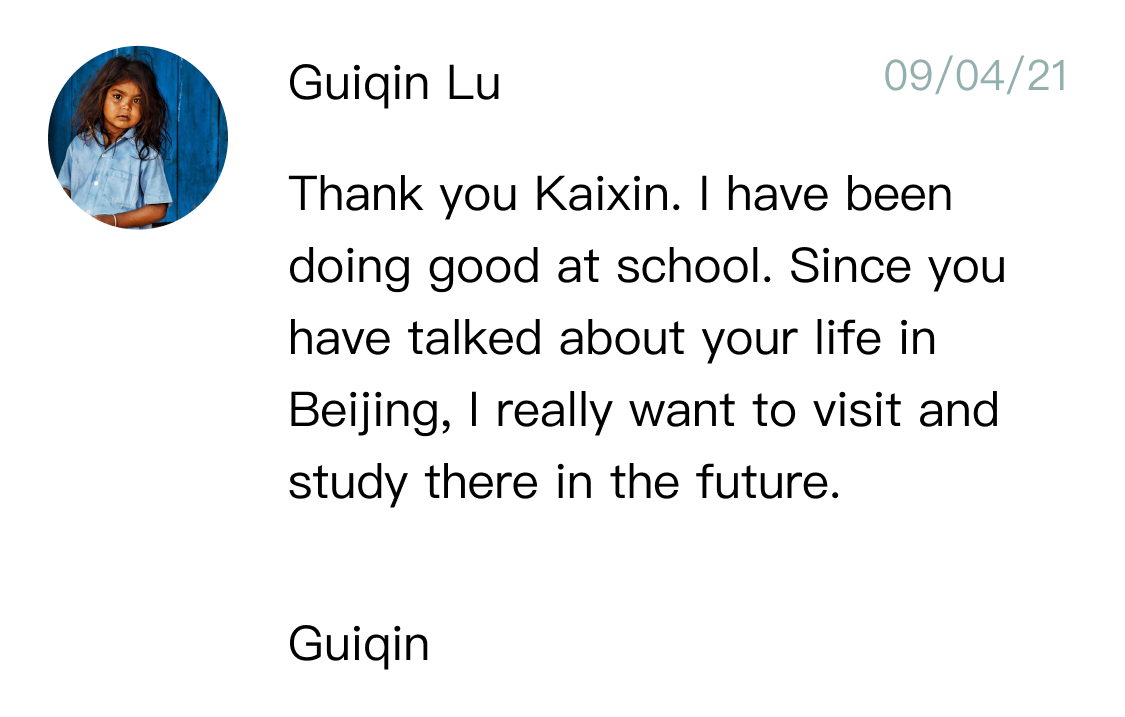 Guiqin Lu
09/04/21
Thank you Kaixin. I have been
doing good at school. Since you
have talked about your life in
Beijing, I really want to visit and
study there in the future.
Guiqin